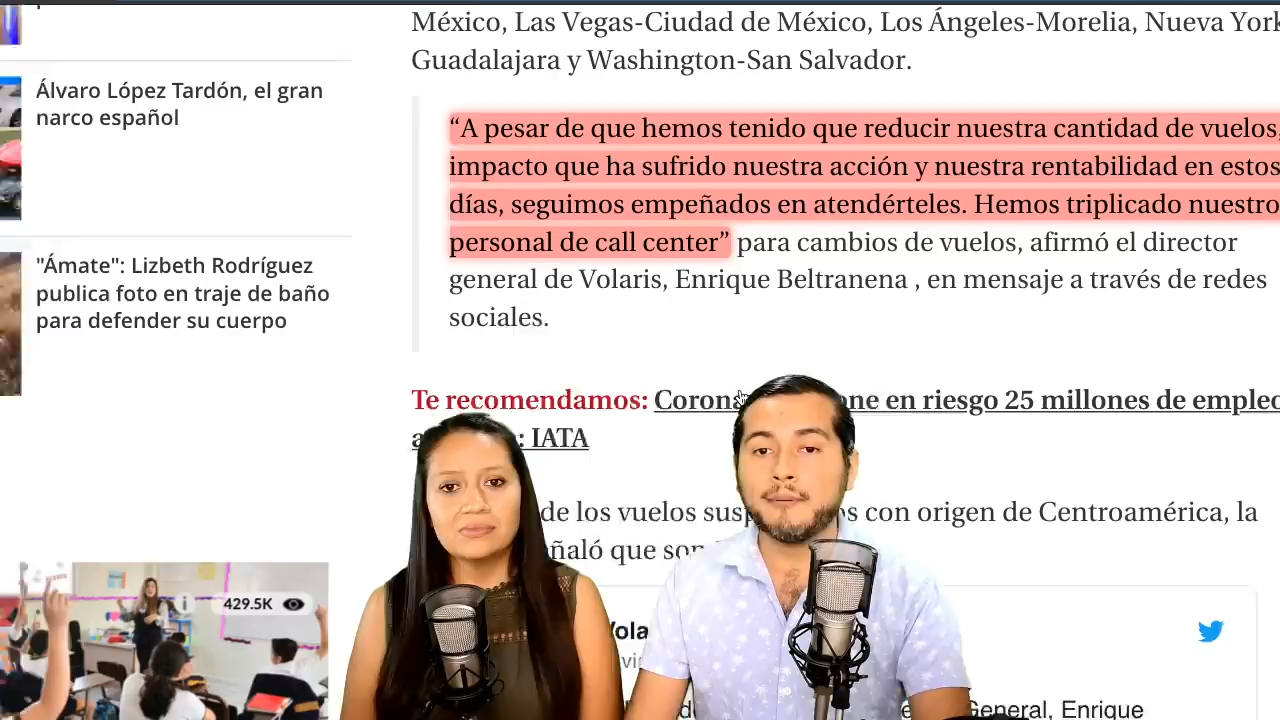 México, Las Vegas-Ciudad de México, Los Ángeles-Morelia, Nueva York
Guadalajara y Washington-San Salvador.
Álvaro López Tardón, el gran
narco español
“A pesar de que hemos tenido que reducir nuestra cantidad de vuelos,
impacto que ha sufrido nuestra acción y nuestra rentabilidad en estos
días, seguimos empeñados en atendérteles. Hemos triplicado nuestro
personal de call center” para cambios de vuelos, afirmó el director
general de Volaris, Enrique Beltranena , en mensaje a través de redes
sociales.
"Ámate": Lizbeth Rodríguez
publica foto en traje de baño
para defender su cuerpo
Te recomendamos: en riesgo 25 millones de
: IATA
de los vuelos con origen de Centroamérica, la
que
429.5K
General, Enrique